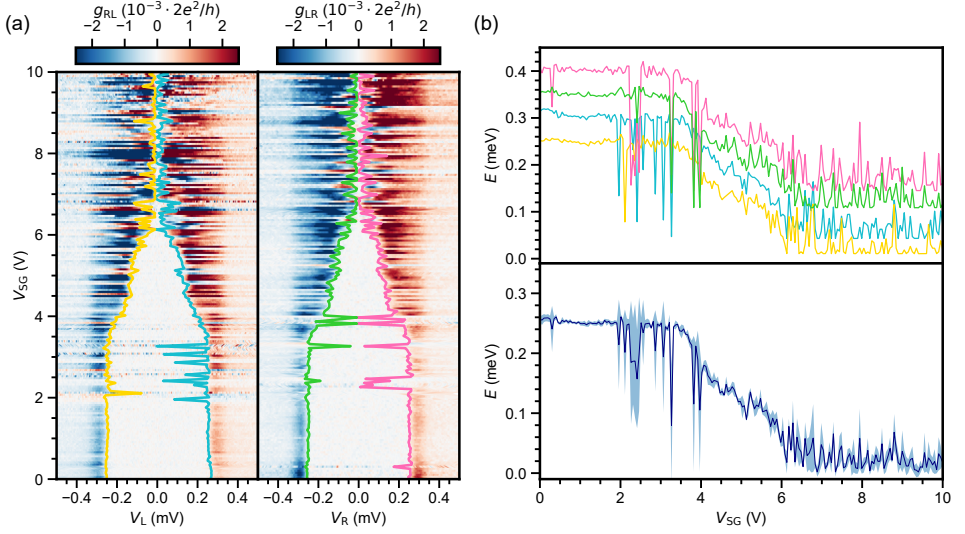 (a)
g_RL (10⁻³ · 2e²/h)
−2 −1 0 1 2
g_LR (10⁻³ · 2e²/h)
−2 −1 0 1 2
V_SG (V)
10
8
6
4
2
0
−0.4 −0.2 0.0 0.2 0.4
V_L (mV)
−0.4 −0.2 0.0 0.2 0.4
V_R (mV)
(b)
E (meV)
0.4
0.3
0.2
0.1
0.0
E (meV)
0.3
0.2
0.1
0.0
0 2 4 6 8 10
V_SG (V)